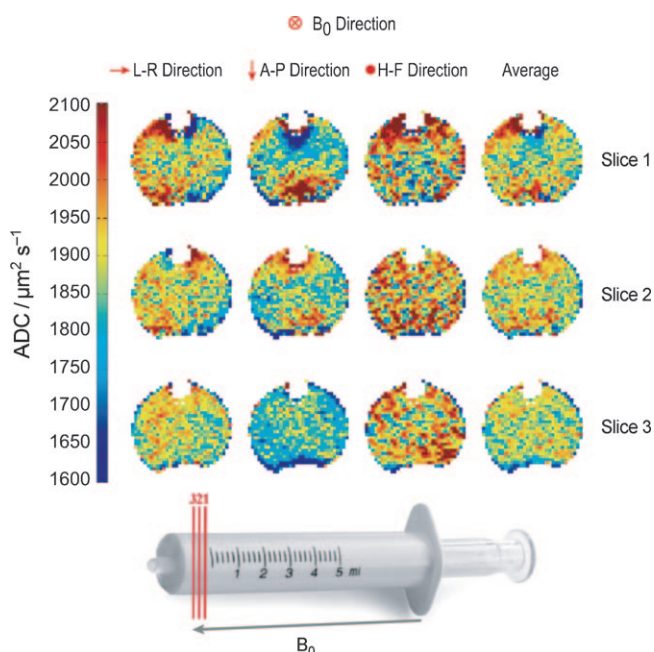 ⊗ B₀ Direction
→ L-R Direction ↓ A-P Direction ● H-F Direction Average
ADC / µm² s⁻¹
2100
2050
2000
1950
1900
1850
1800
1750
1700
1650
1600
Slice 1
Slice 2
Slice 3
321
1 2 3 4 5 ml
B₀